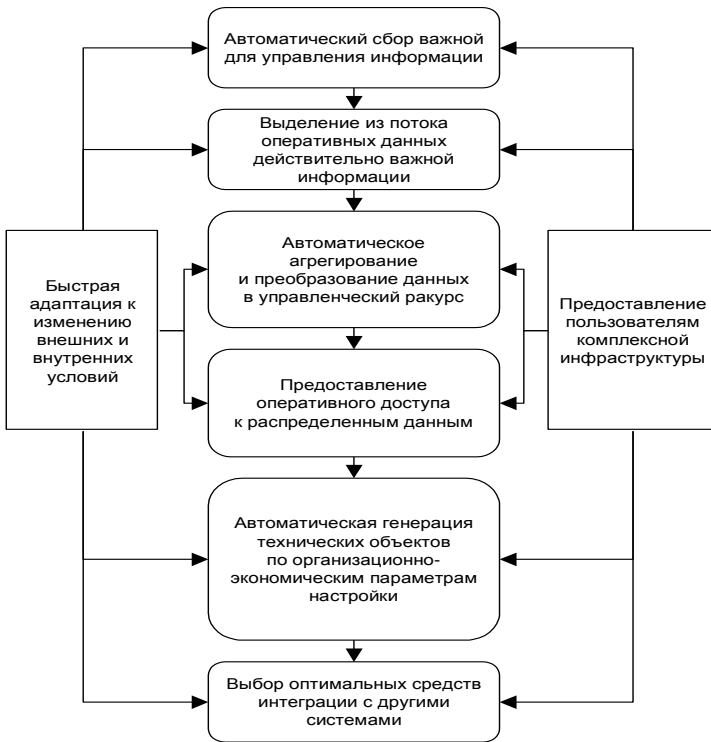 Автоматический сбор важной
для управления информации
Выделение из потока
оперативных данных
действительно важной
информации
Автоматическое
агрегирование
и преобразование данных
в управленческий ракурс
Быстрая
адаптация к
изменению
внешних и
внутренних
условий
Предоставление
пользователям
комплексной
инфраструктуры
Предоставление
оперативного доступа
к распределенным данным
Автоматическая генерация
технических объектов
по организационно-
экономическим параметрам
настройки
Выбор оптимальных средств
интеграции с другими
системами